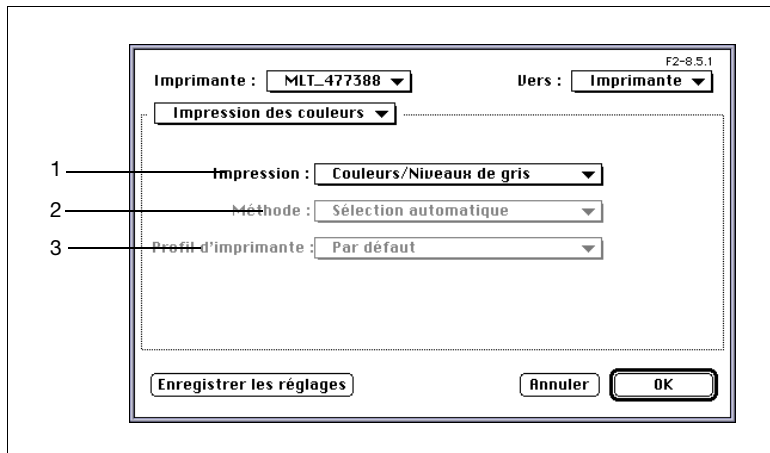 F2-8.5.1
Imprimante : MLT_477388 Vers : Imprimante
Impression des couleurs
1 Impression : Couleurs/Niveaux de gris
2 Méthode : Sélection automatique
3 Profil d'imprimante : Par défaut
Enregistrer les réglages Annuler OK